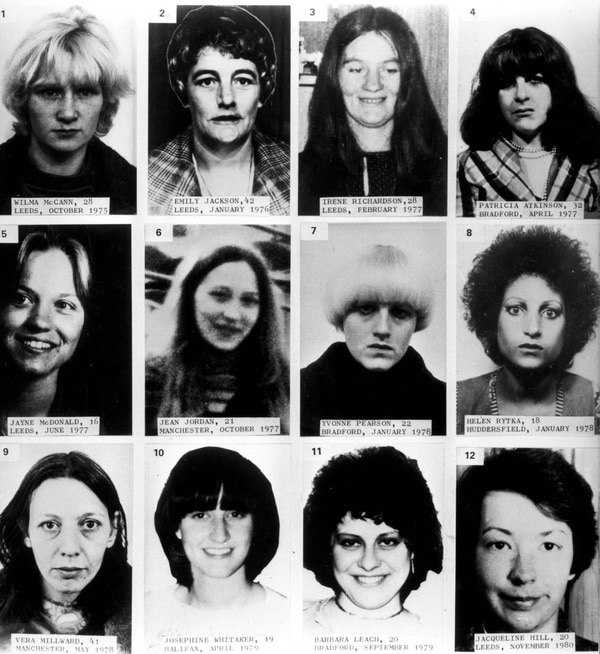 1
WILMA McCANN, 28
LEEDS, OCTOBER 1975
2
EMILY JACKSON,42
LEEDS, JANUARY 1976
3
IRENE RICHARDSON,28
LEEDS, FEBRUARY 1977
4
PATRICIA ATKINSON, 32
BRADFORD, APRIL 1977
5
JAYNE McDONALD, 16
LEEDS, JUNE 1977
6
JEAN JORDAN, 21
MANCHESTER, OCTOBER 1977
7
YVONNE PEARSON, 22
BRADFORD, JANUARY 1978
8
HELEN RYTKA, 18
HUDDERSFIELD, JANUARY 1978
9
VERA MILLWARD, 41
MANCHESTER, MAY 1978
10
JOSEPHINE WHITAKER, 19
HALIFAX, APRIL 1979
11
BARBARA LEACH, 20
BRADFORD, SEPTEMBER 1979
12
JACQUELINE HILL, 20
LEEDS, NOVEMBER 1980